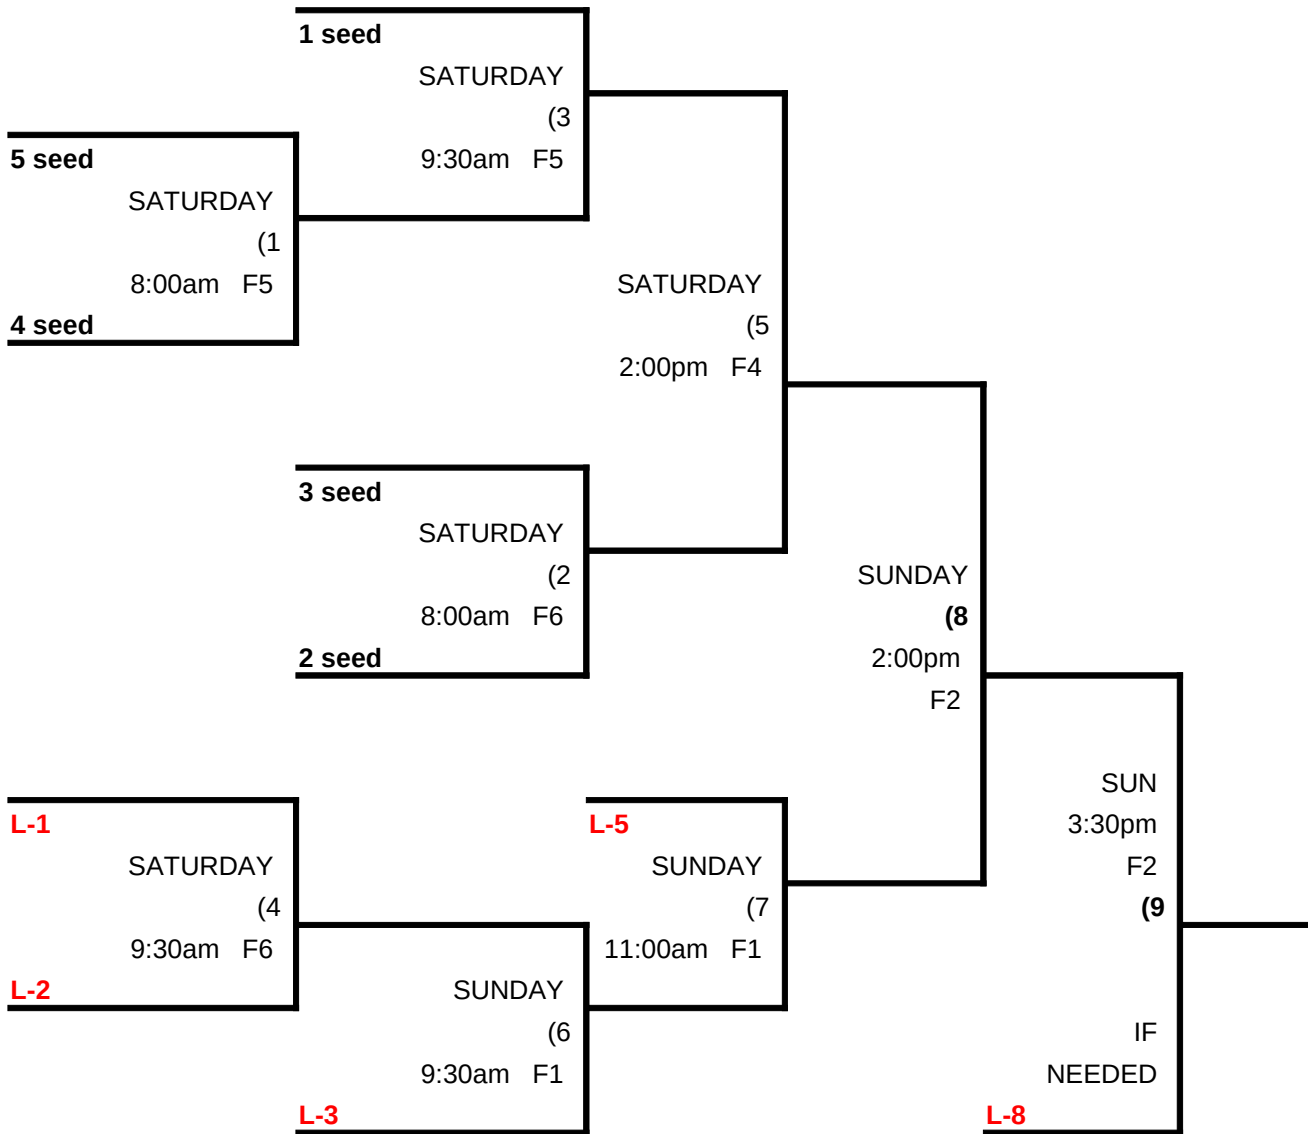 1 seed
SATURDAY
(3
9:30am F5
5 seed
SATURDAY
(1
8:00am F5
4 seed
SATURDAY
(5
2:00pm F4
3 seed
SATURDAY
(2
8:00am F6
2 seed
SUNDAY
(8
2:00pm
F2
L-1
SATURDAY
(4
9:30am F6
L-2
L-5
SUNDAY
(7
11:00am F1
SUNDAY
(6
9:30am F1
L-3
SUN
3:30pm
F2
(9
IF
NEEDED
L-8